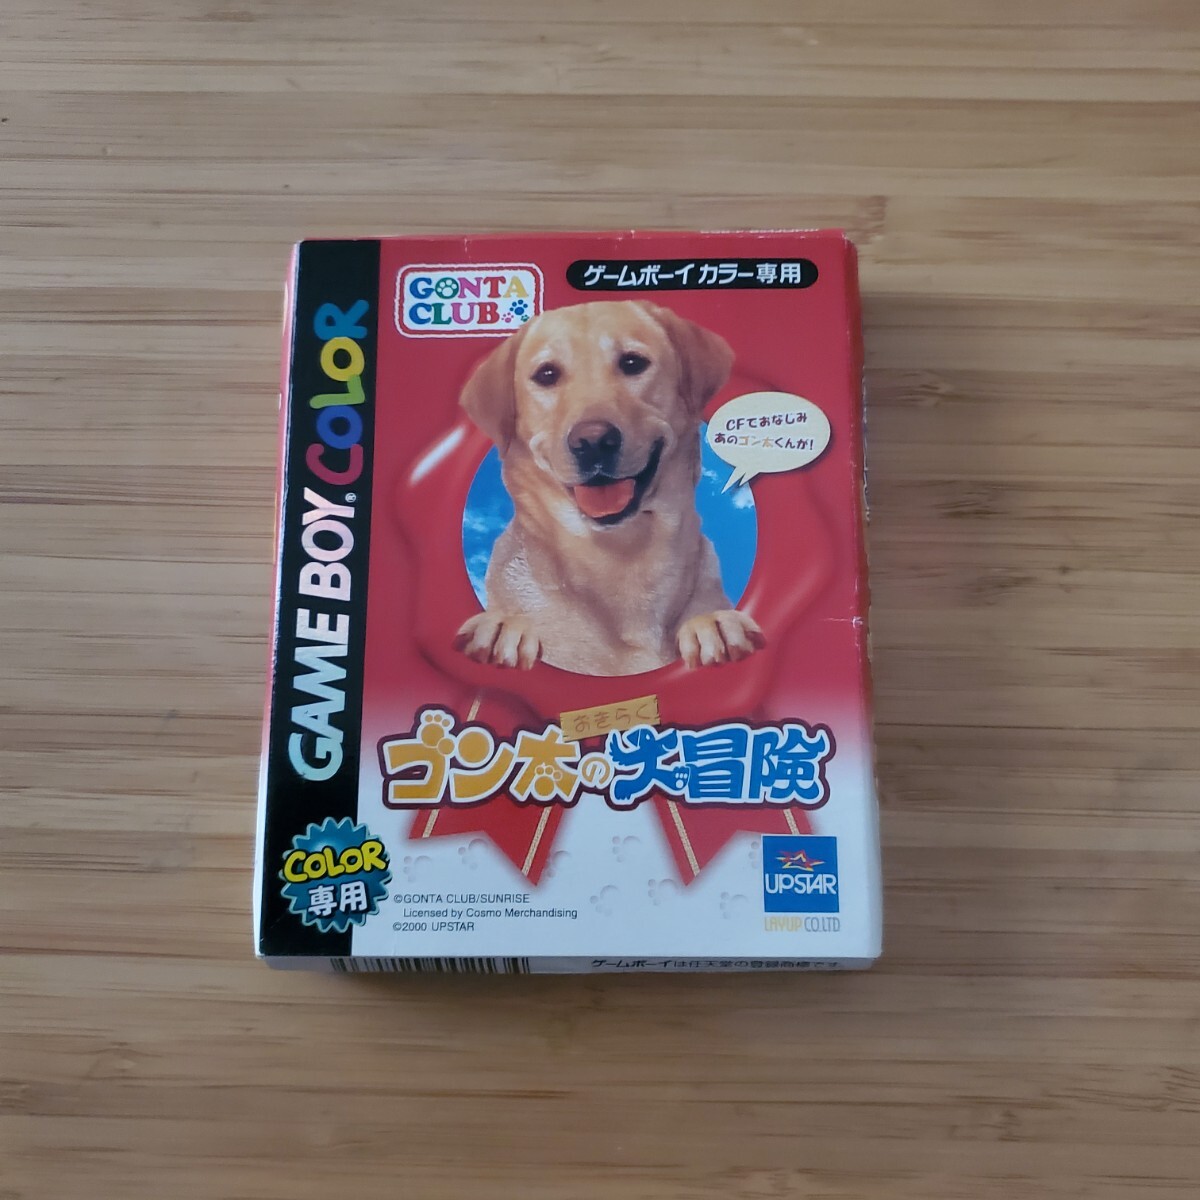 GAME BOY® COLOR
GONTA
CLUB
ゲームボーイカラー専用
CFでおなじみ
あのゴン太くんが!
おきらく
ゴン太の大冒険
COLOR
専用
©GONTA CLUB/SUNRISE
Licensed by Cosmo Merchandising
©2000 UPSTAR
UPSTAR
LAYUP CO.LTD
ゲームボーイは任天堂の登録商標です